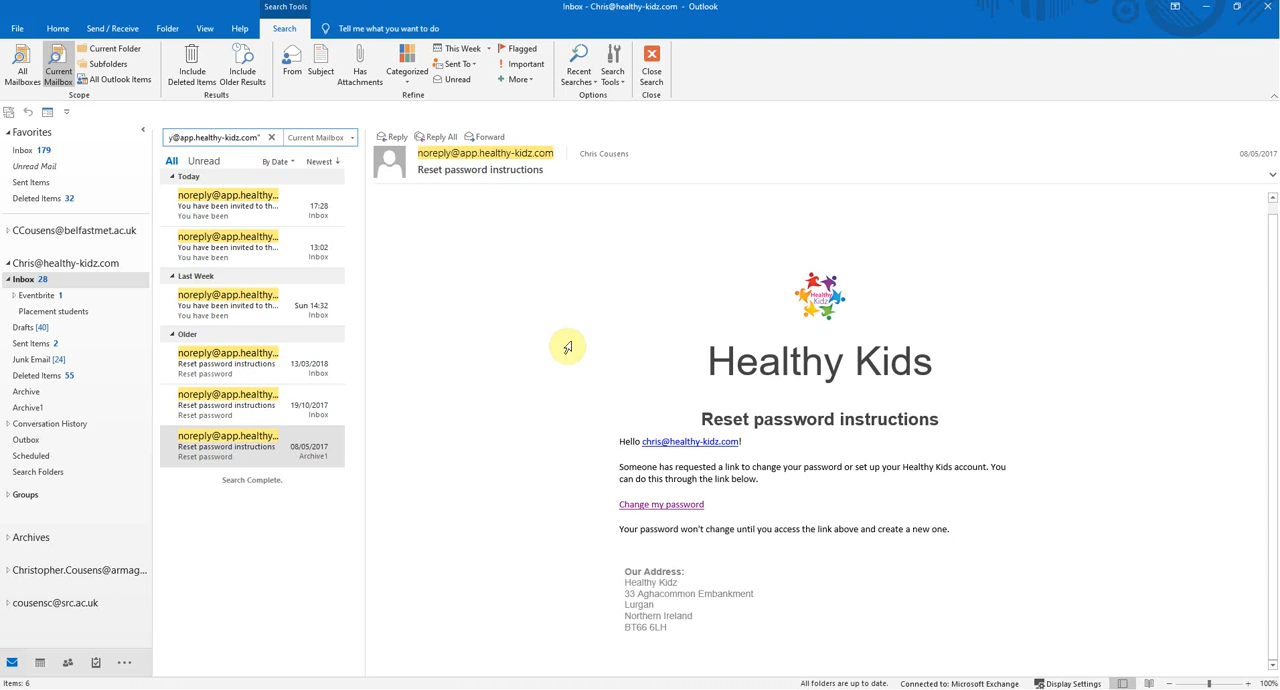 Search Tools
Inbox - Chris@healthy-kidz.com - Outlook
File Home Send / Receive Folder View Help Search Tell me what you want to do
All Mailboxes
Current Mailbox
Current Folder
Subfolders
All Outlook Items
Scope
Include Deleted Items
Include Older Results
Results
From
Subject
Has Attachments
Categorized
This Week
Sent To
Unread
Flagged
Important
More
Refine
Recent Searches
Search Tools
Options
Close Search
Close
Favorites
Inbox 179
Unread Mail
Sent Items
Deleted Items 32
CCousens@belfastmet.ac.uk
Chris@healthy-kidz.com
Inbox 28
Eventbrite 1
Placement students
Drafts [40]
Sent Items 2
Junk Email [24]
Deleted Items 55
Archive
Archive1
Conversation History
Outbox
Scheduled
Search Folders
Groups
Archives
Christopher.Cousens@armag...
cousensc@src.ac.uk
y@app.healthy-kidz.com" Current Mailbox
All Unread By Date Newest
Today
noreply@app.healthy...
You have been invited to th... 17:28
You have been Inbox
noreply@app.healthy...
You have been invited to th... 13:02
You have been Inbox
Last Week
noreply@app.healthy...
You have been invited to th... Sun 14:32
You have been Inbox
Older
noreply@app.healthy...
Reset password instructions 13/03/2018
Reset password Inbox
noreply@app.healthy...
Reset password instructions 19/10/2017
Reset password Inbox
noreply@app.healthy...
Reset password instructions 08/05/2017
Reset password Archive1
Search Complete.
Reply Reply All Forward
noreply@app.healthy-kidz.com Chris Cousens 08/05/2017
Reset password instructions
Healthy Kidz
Healthy Kids
Reset password instructions
Hello chris@healthy-kidz.com!
Someone has requested a link to change your password or set up your Healthy Kids account. You
can do this through the link below.
Change my password
Your password won't change until you access the link above and create a new one.
Our Address:
Healthy Kidz
33 Aghacommon Embankment
Lurgan
Northern Ireland
BT66 6LH
Items: 6
All folders are up to date. Connected to: Microsoft Exchange Display Settings 100%